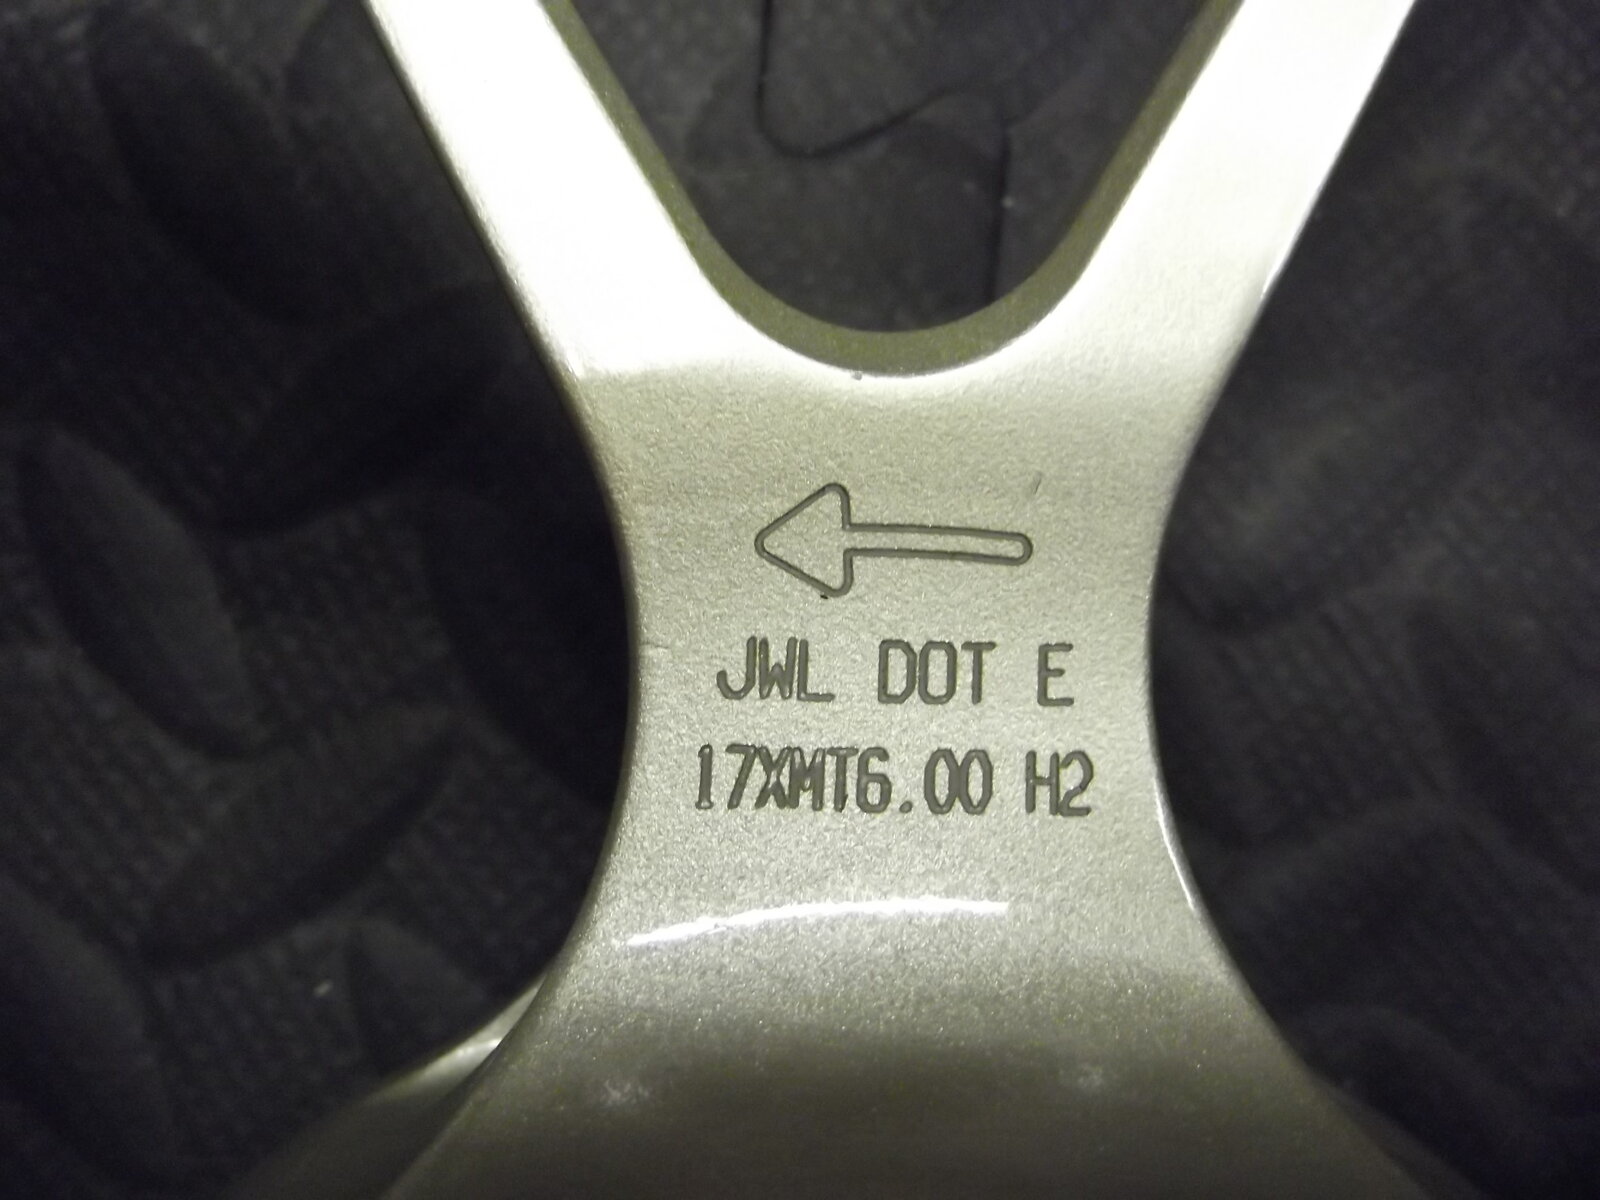 JWL DOT E
17XMT6.00 H2